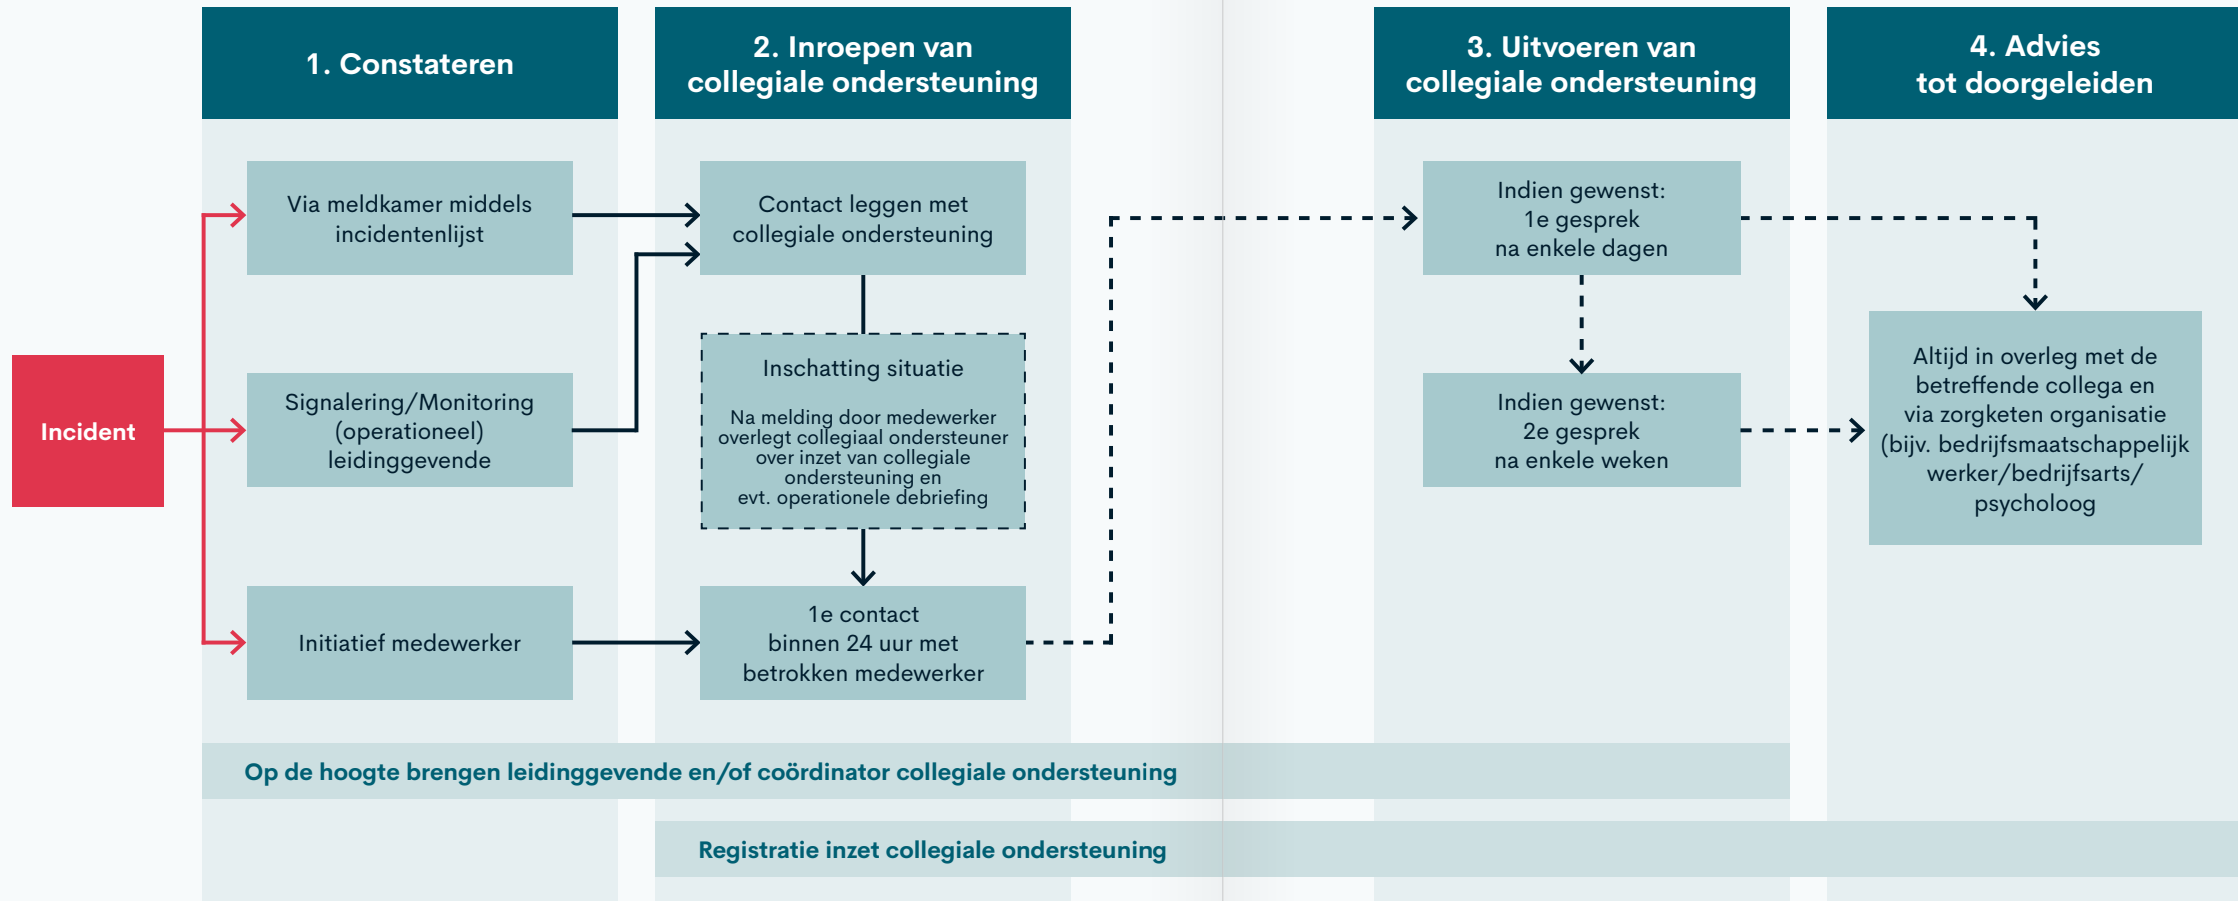 1. Constateren
2. Inroepen van
collegiale ondersteuning
3. Uitvoeren van
collegiale ondersteuning
4. Advies
tot doorgeleiden
Incident
Via meldkamer middels
incidentenlijst
Signalering/Monitoring
(operationeel)
leidinggevende
Initiatief medewerker
Contact leggen met
collegiale ondersteuning
Inschatting situatie
Na melding door medewerker
overlegt collegiaal ondersteuner
over inzet van collegiale
ondersteuning en
evt. operationele debriefing
1e contact
binnen 24 uur met
betrokken medewerker
Indien gewenst:
1e gesprek
na enkele dagen
Indien gewenst:
2e gesprek
na enkele weken
Altijd in overleg met de
betreffende collega en
via zorgketen organisatie
(bijv. bedrijfsmaatschappelijk
werker/bedrijfsarts/
psycholoog
Op de hoogte brengen leidinggevende en/of coördinator collegiale ondersteuning
Registratie inzet collegiale ondersteuning